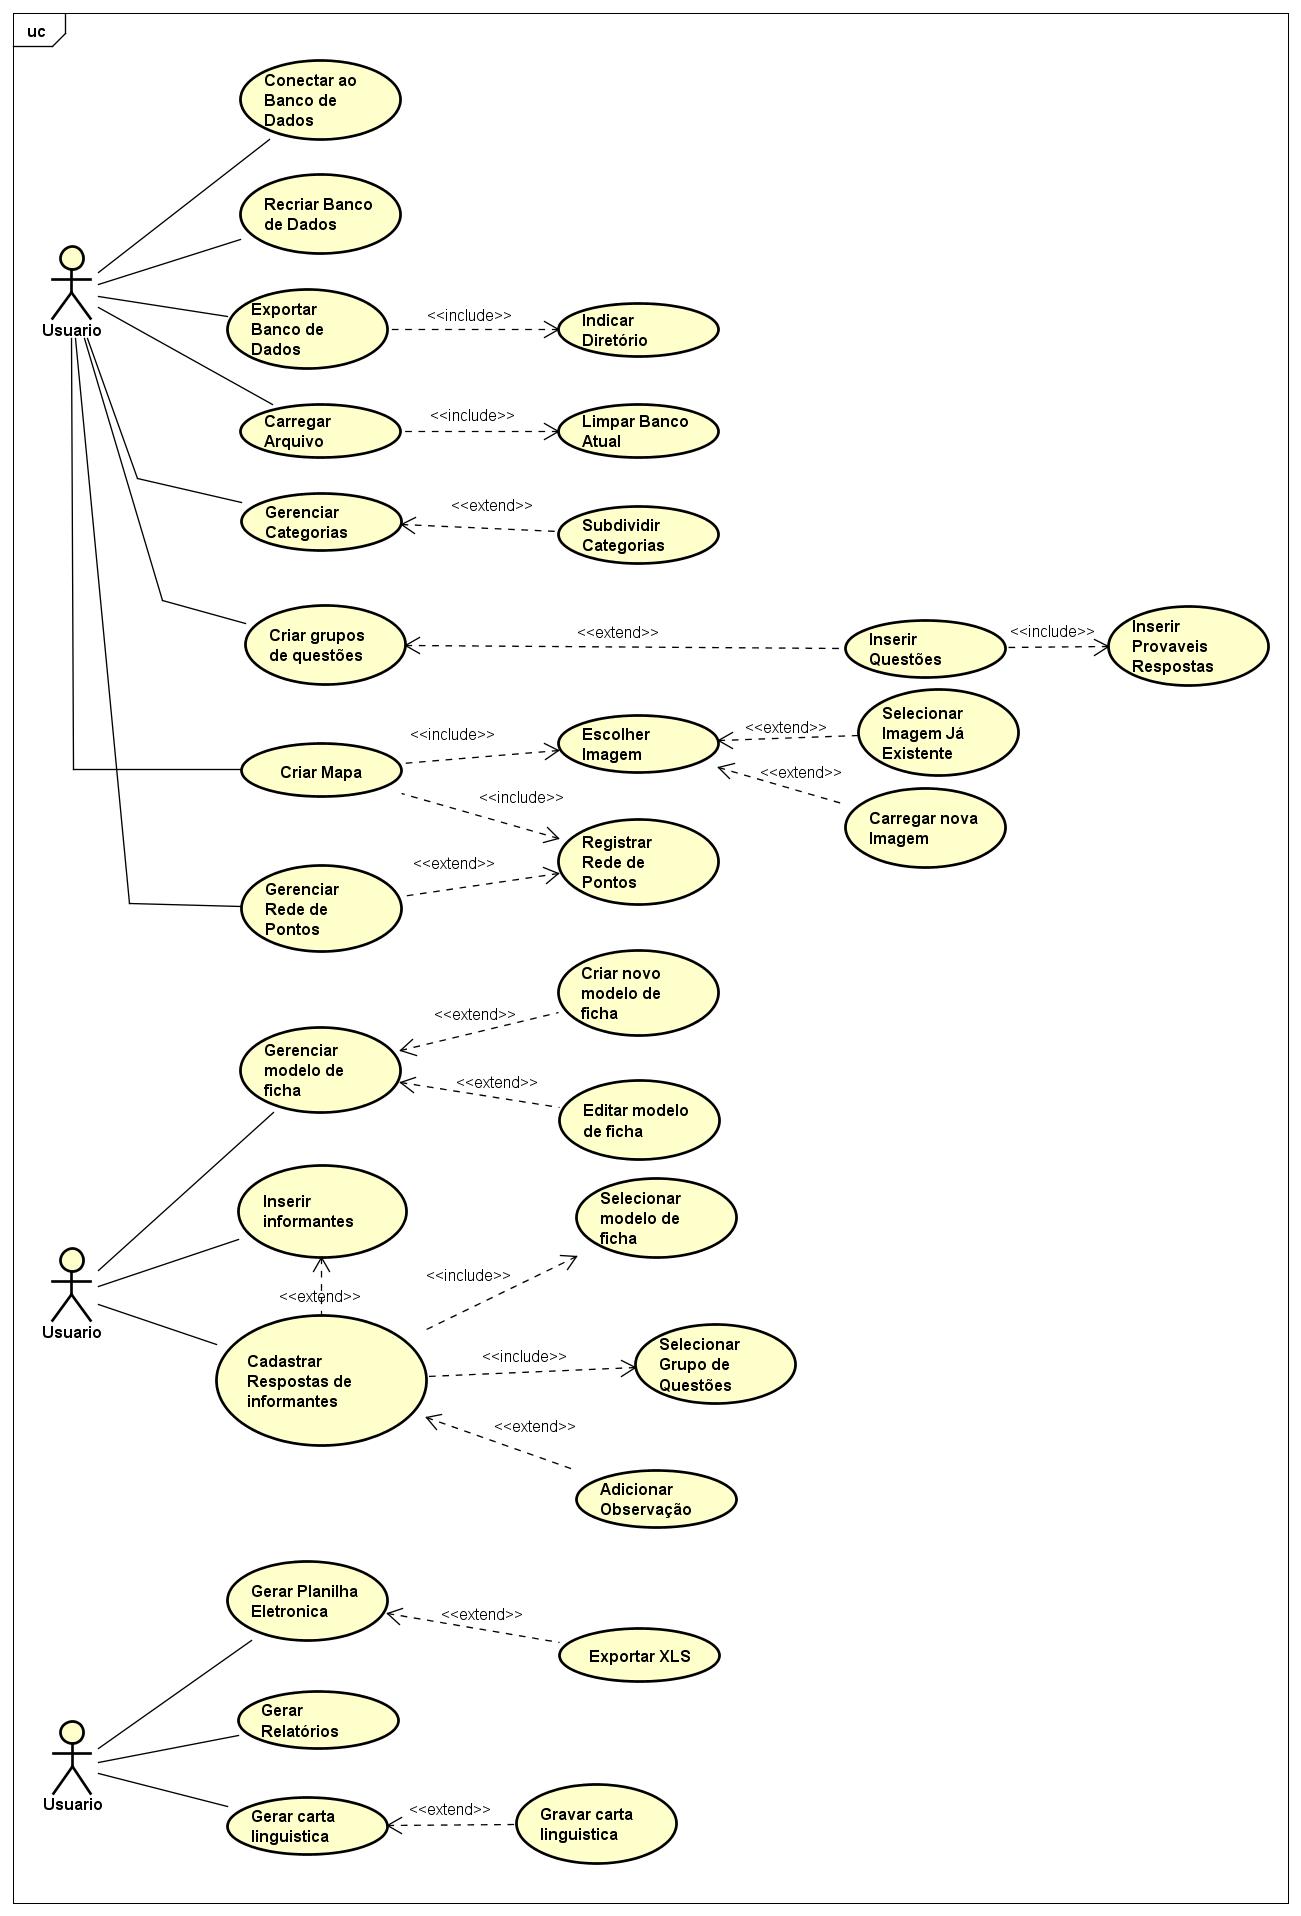 uc
Conectar ao
Banco de
Dados
Recriar Banco
de Dados
Usuario
Exportar
Banco de
Dados
<<include>>
Indicar
Diretório
Carregar
Arquivo
<<include>>
Limpar Banco
Atual
Gerenciar
Categorias
<<extend>>
Subdividir
Categorias
Criar grupos
de questões
<<extend>>
Inserir
Questões
<<include>>
Inserir
Provaveis
Respostas
Criar Mapa
<<include>>
Escolher
Imagem
<<extend>>
Selecionar
Imagem Já
Existente
<<extend>>
Carregar nova
Imagem
<<include>>
Registrar
Rede de
Pontos
<<extend>>
Gerenciar
Rede de
Pontos
Criar novo
modelo de
ficha
<<extend>>
Gerenciar
modelo de
ficha
<<extend>>
Editar modelo
de ficha
Inserir
informantes
Selecionar
modelo de
ficha
<<include>>
<<extend>>
Usuario
Cadastrar
Respostas de
informantes
<<include>>
Selecionar
Grupo de
Questões
<<extend>>
Adicionar
Observação
Gerar Planilha
Eletronica
<<extend>>
Exportar XLS
Gerar
Relatórios
Usuario
Gerar carta
linguistica
<<extend>>
Gravar carta
linguistica